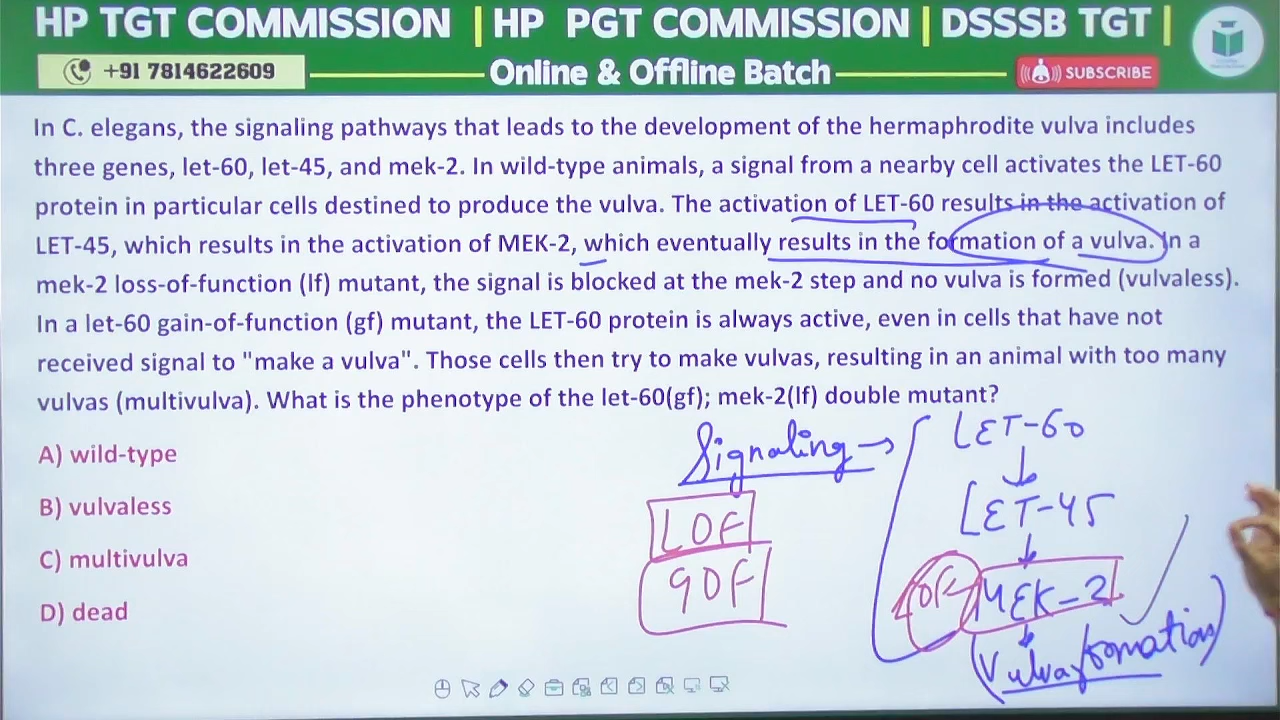 HP TGT COMMISSION | HP PGT COMMISSION | DSSSB TGT |
+91 7814622609
Online & Offline Batch
SUBSCRIBE
In C. elegans, the signaling pathways that leads to the development of the hermaphrodite vulva includes
three genes, let-60, let-45, and mek-2. In wild-type animals, a signal from a nearby cell activates the LET-60
protein in particular cells destined to produce the vulva. The activation of LET-60 results in the activation of
LET-45, which results in the activation of MEK-2, which eventually results in the formation of a vulva. In a
mek-2 loss-of-function (lf) mutant, the signal is blocked at the mek-2 step and no vulva is formed (vulvaless).
In a let-60 gain-of-function (gf) mutant, the LET-60 protein is always active, even in cells that have not
received signal to "make a vulva". Those cells then try to make vulvas, resulting in an animal with too many
vulvas (multivulva). What is the phenotype of the let-60(gf); mek-2(lf) double mutant?
A) wild-type
B) vulvaless
C) multivulva
D) dead
Signaling →
LET-60
↓
LET-45
↓
LOF MEK-2
↓
(Vulva formation)
LOF
GOF